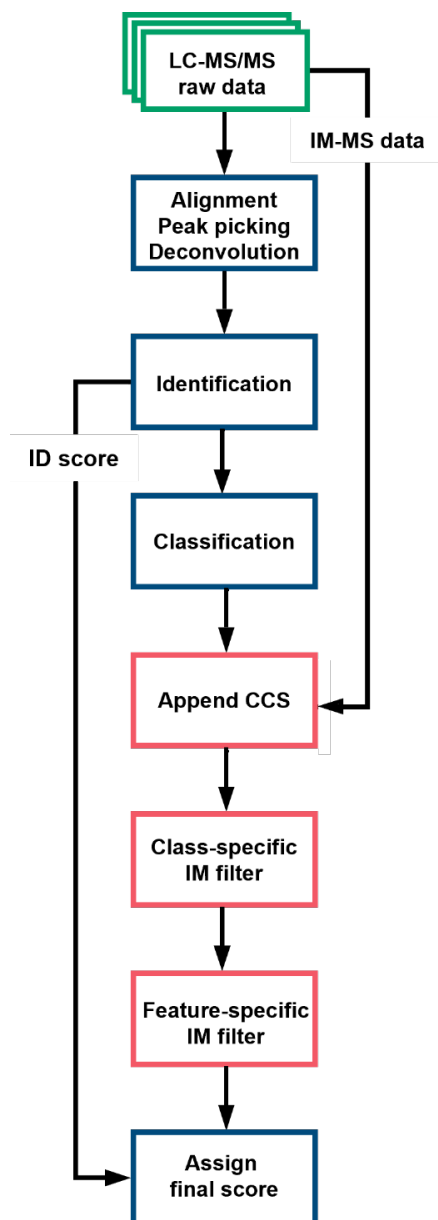 LC-MS/MS
raw data
IM-MS data
Alignment
Peak picking
Deconvolution
Identification
ID score
Classification
Append CCS
Class-specific
IM filter
Feature-specific
IM filter
Assign
final score